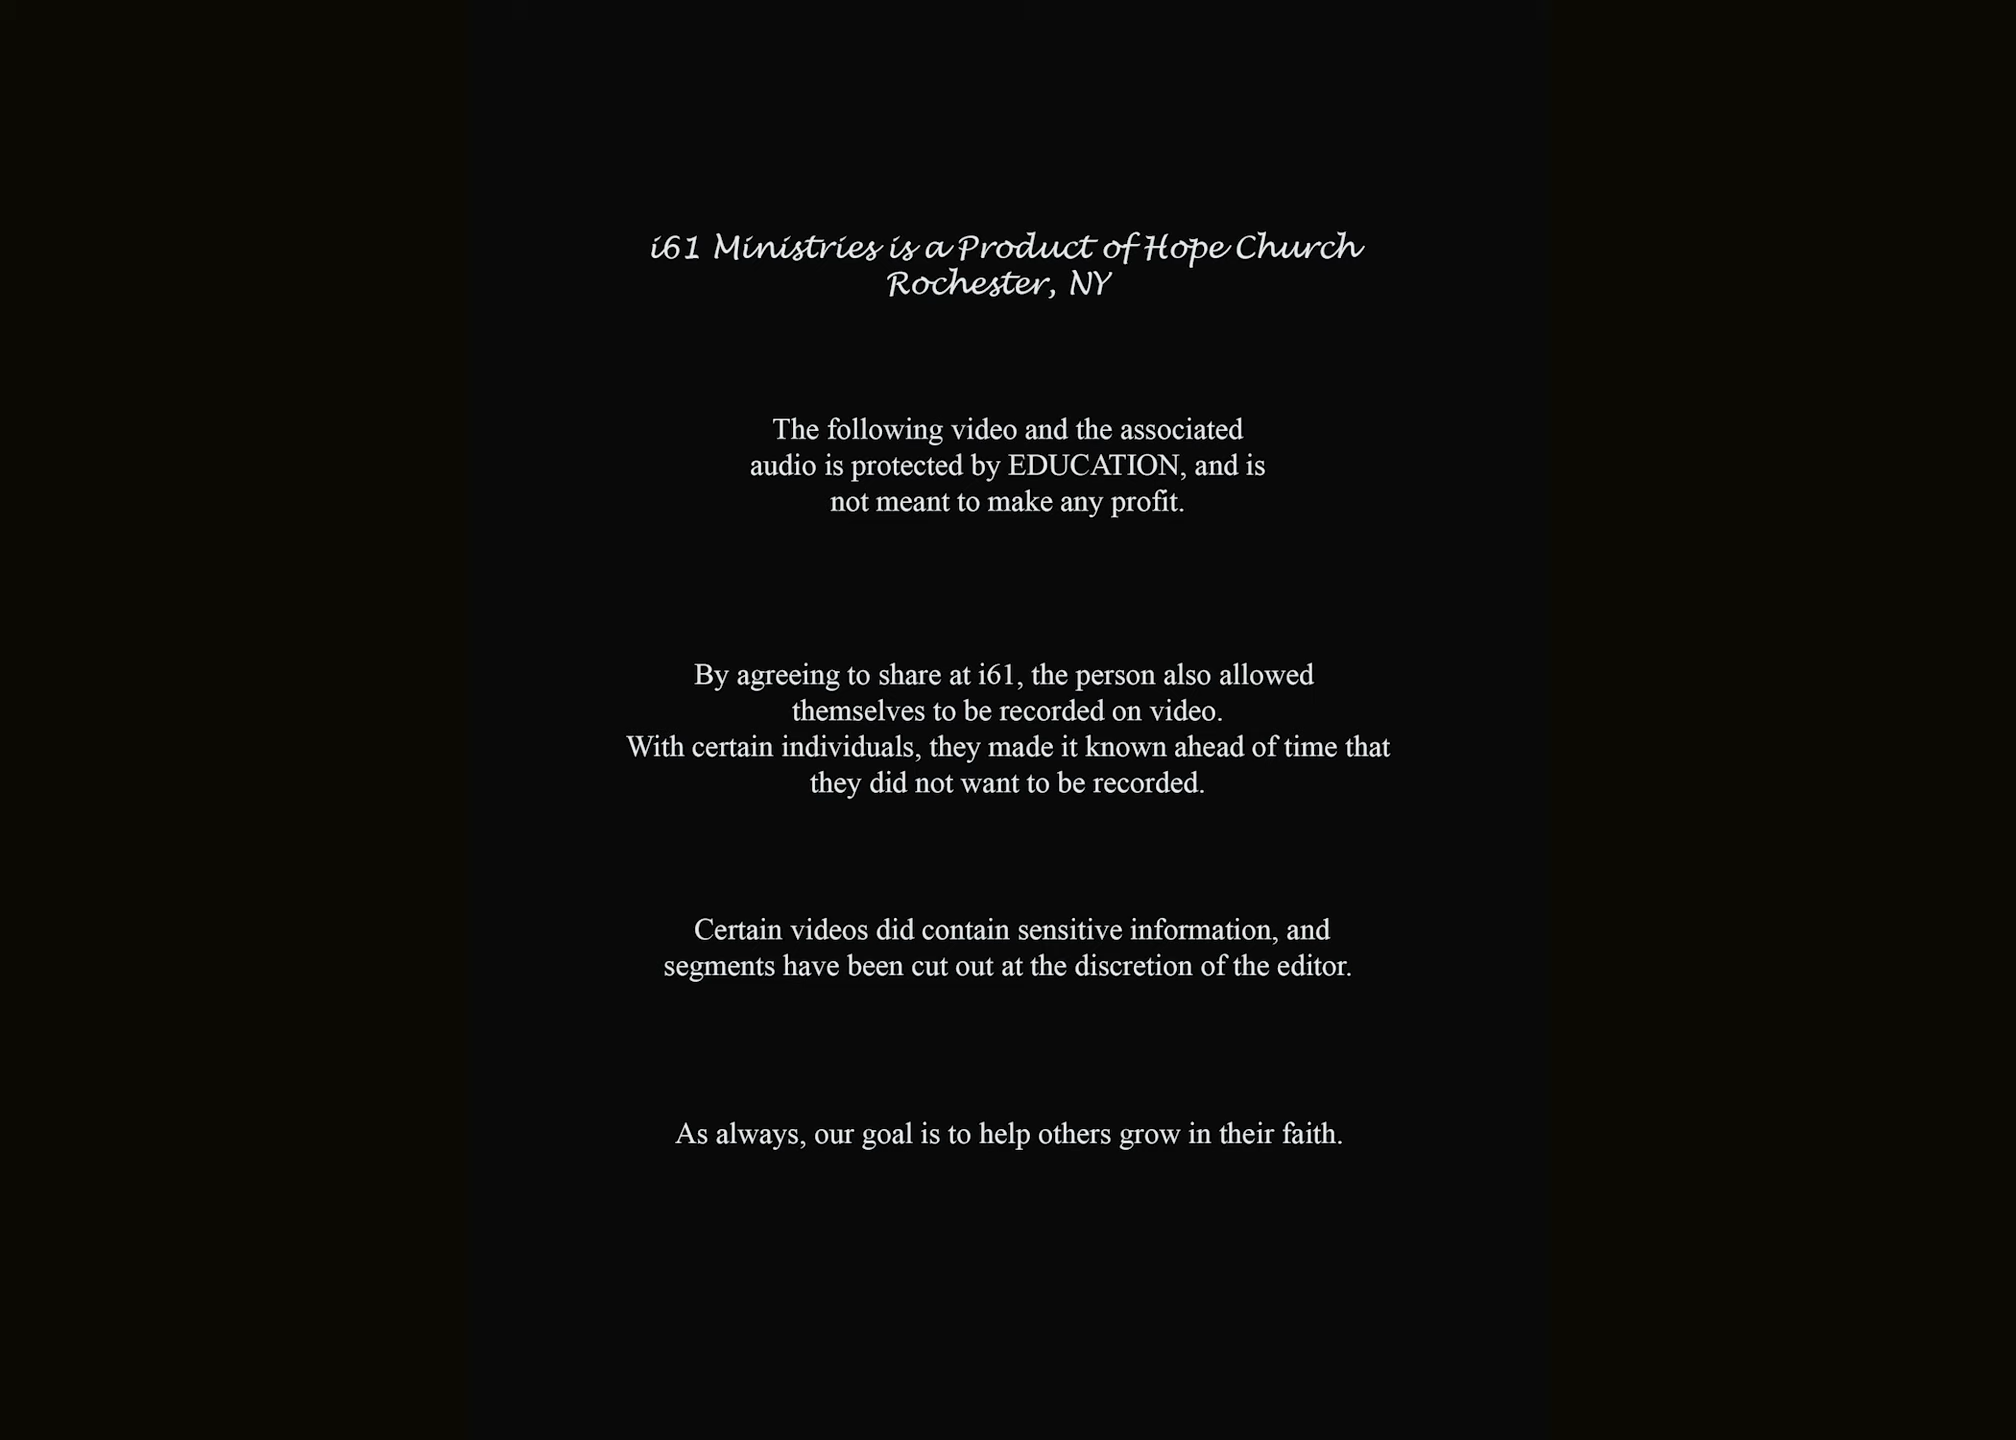 i61 Ministries is a Product of Hope Church
Rochester, NY
The following video and the associated
audio is protected by EDUCATION, and is
not meant to make any profit.
By agreeing to share at i61, the person also allowed
themselves to be recorded on video.
With certain individuals, they made it known ahead of time that
they did not want to be recorded.
Certain videos did contain sensitive information, and
segments have been cut out at the discretion of the editor.
As always, our goal is to help others grow in their faith.